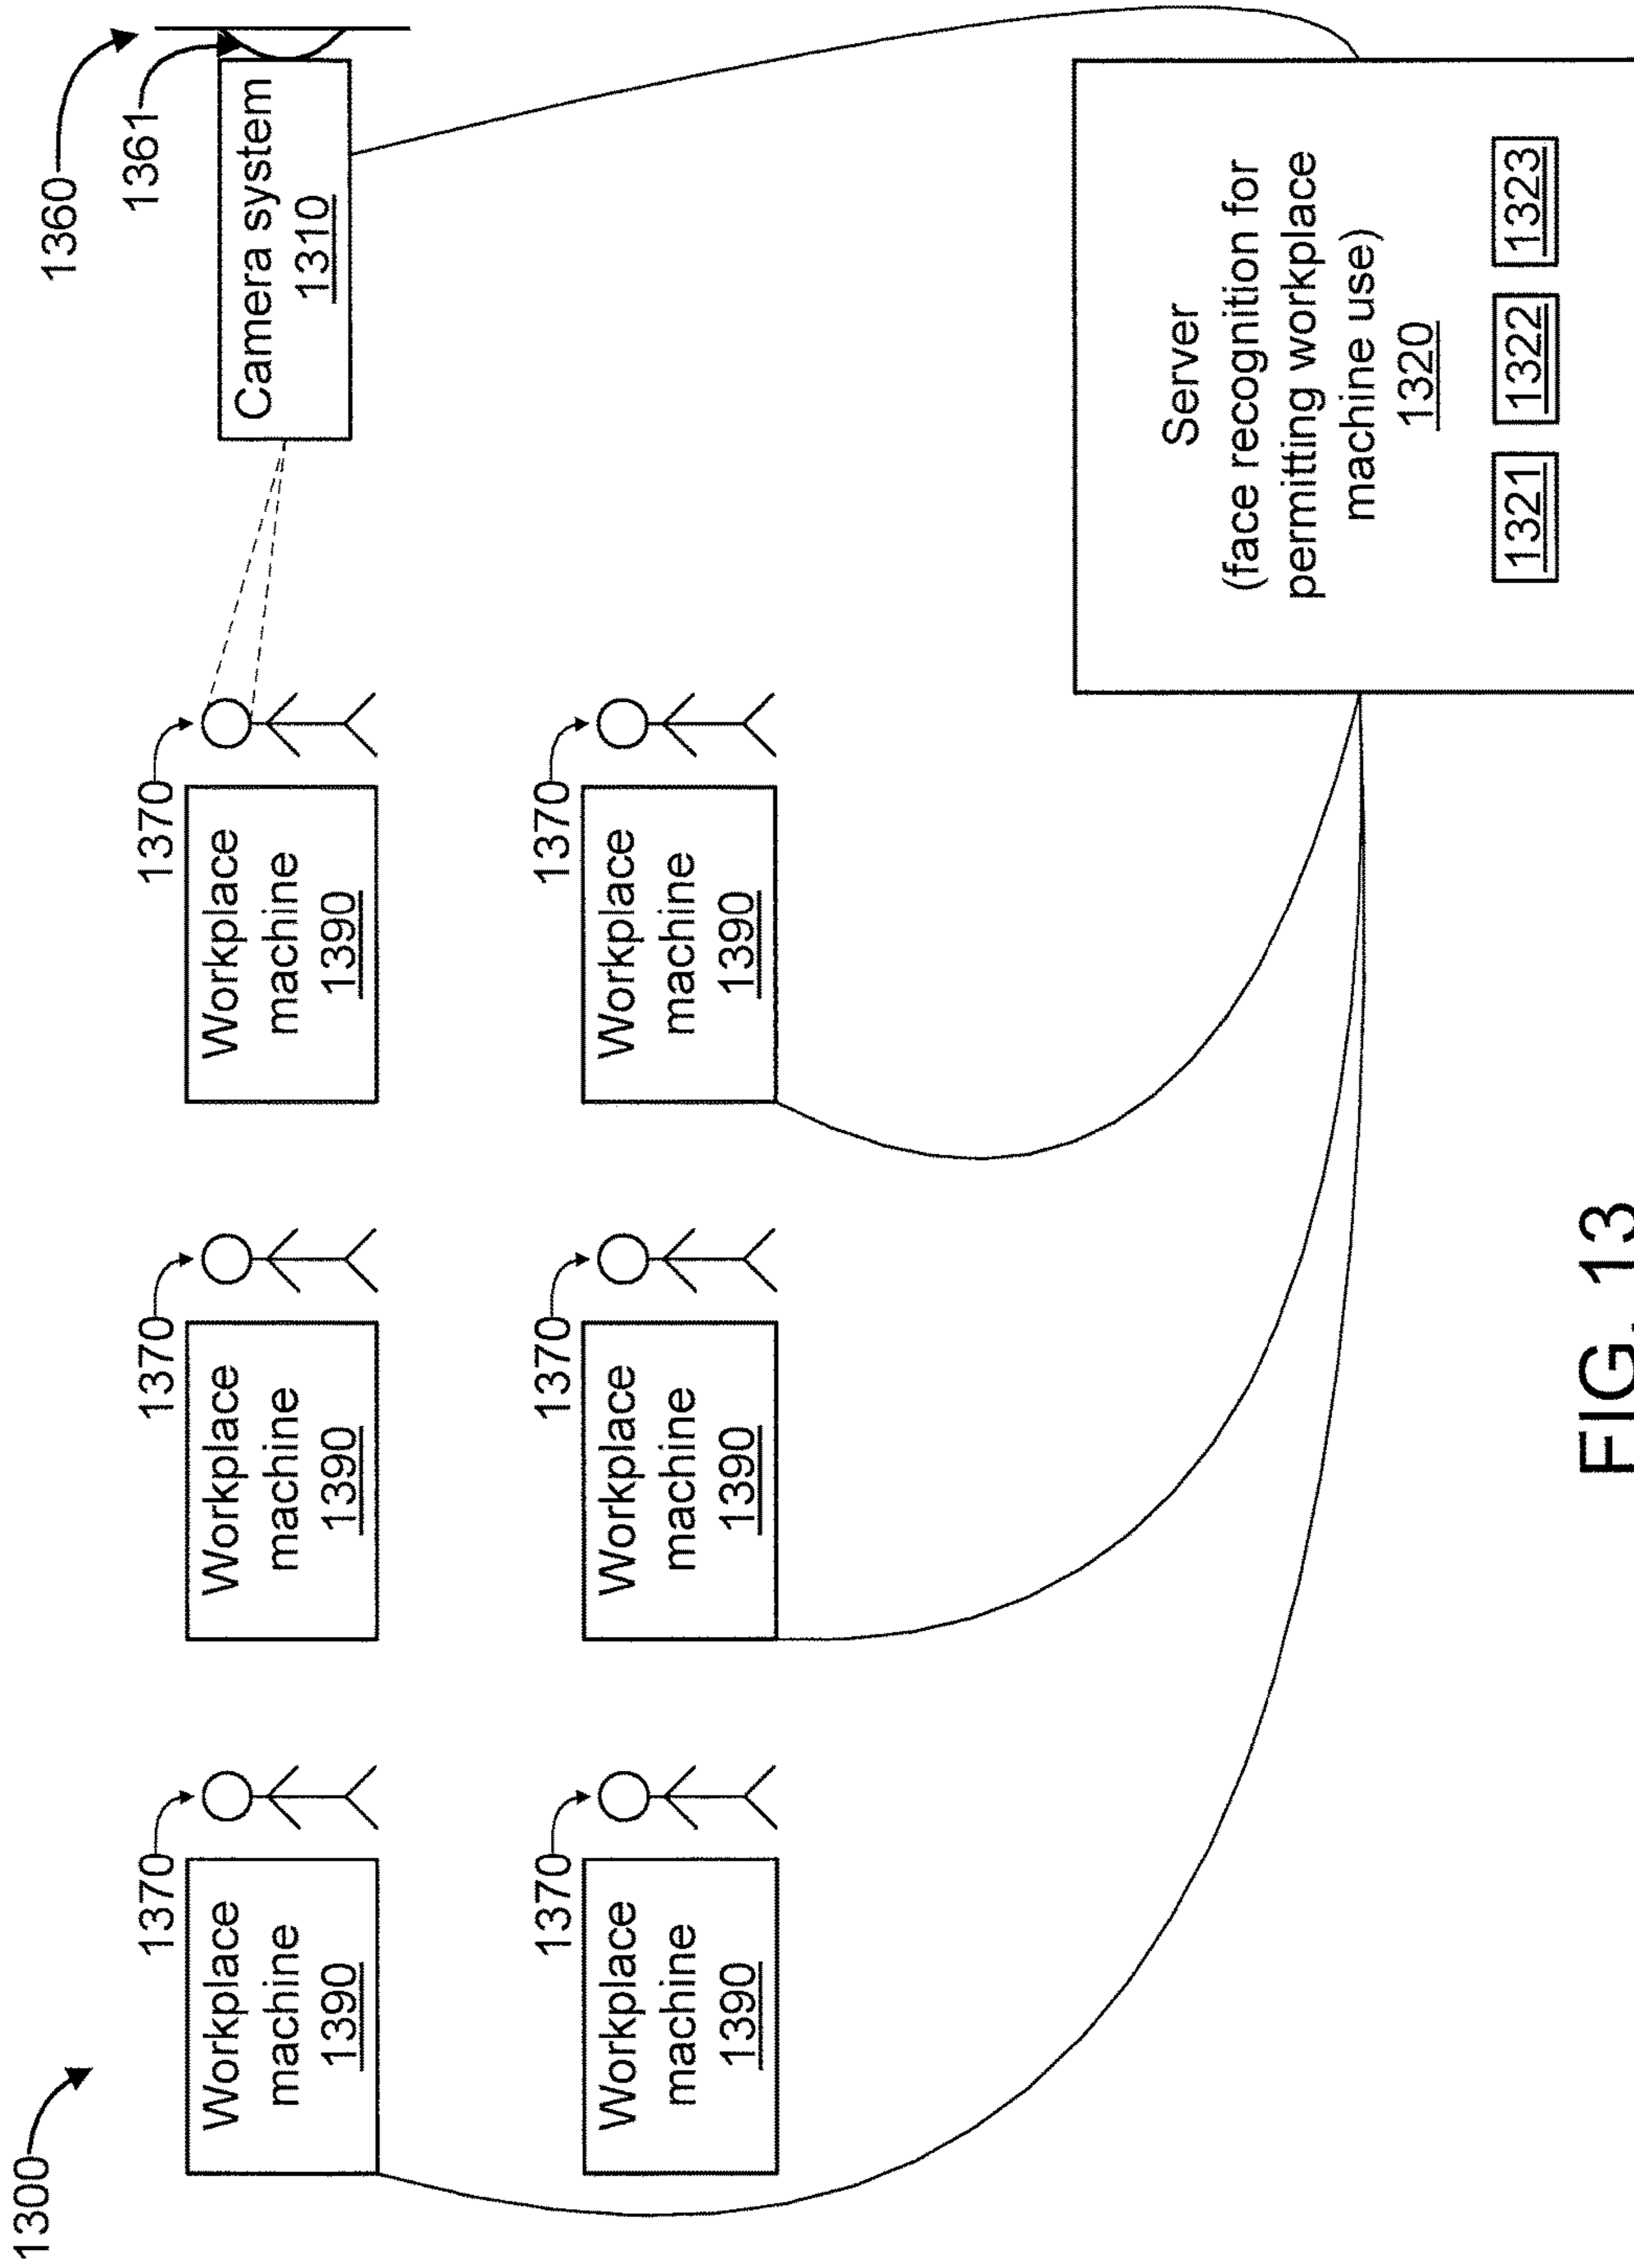 1300
1360
1361
Camera system
1310
1370
Workplace
machine
1390
1370
Workplace
machine
1390
1370
Workplace
machine
1390
1370
Workplace
machine
1390
1370
Workplace
machine
1390
1370
Workplace
machine
1390
Server
(face recognition for
permitting workplace
machine use)
1320
1321 1322 1323
FIG. 13